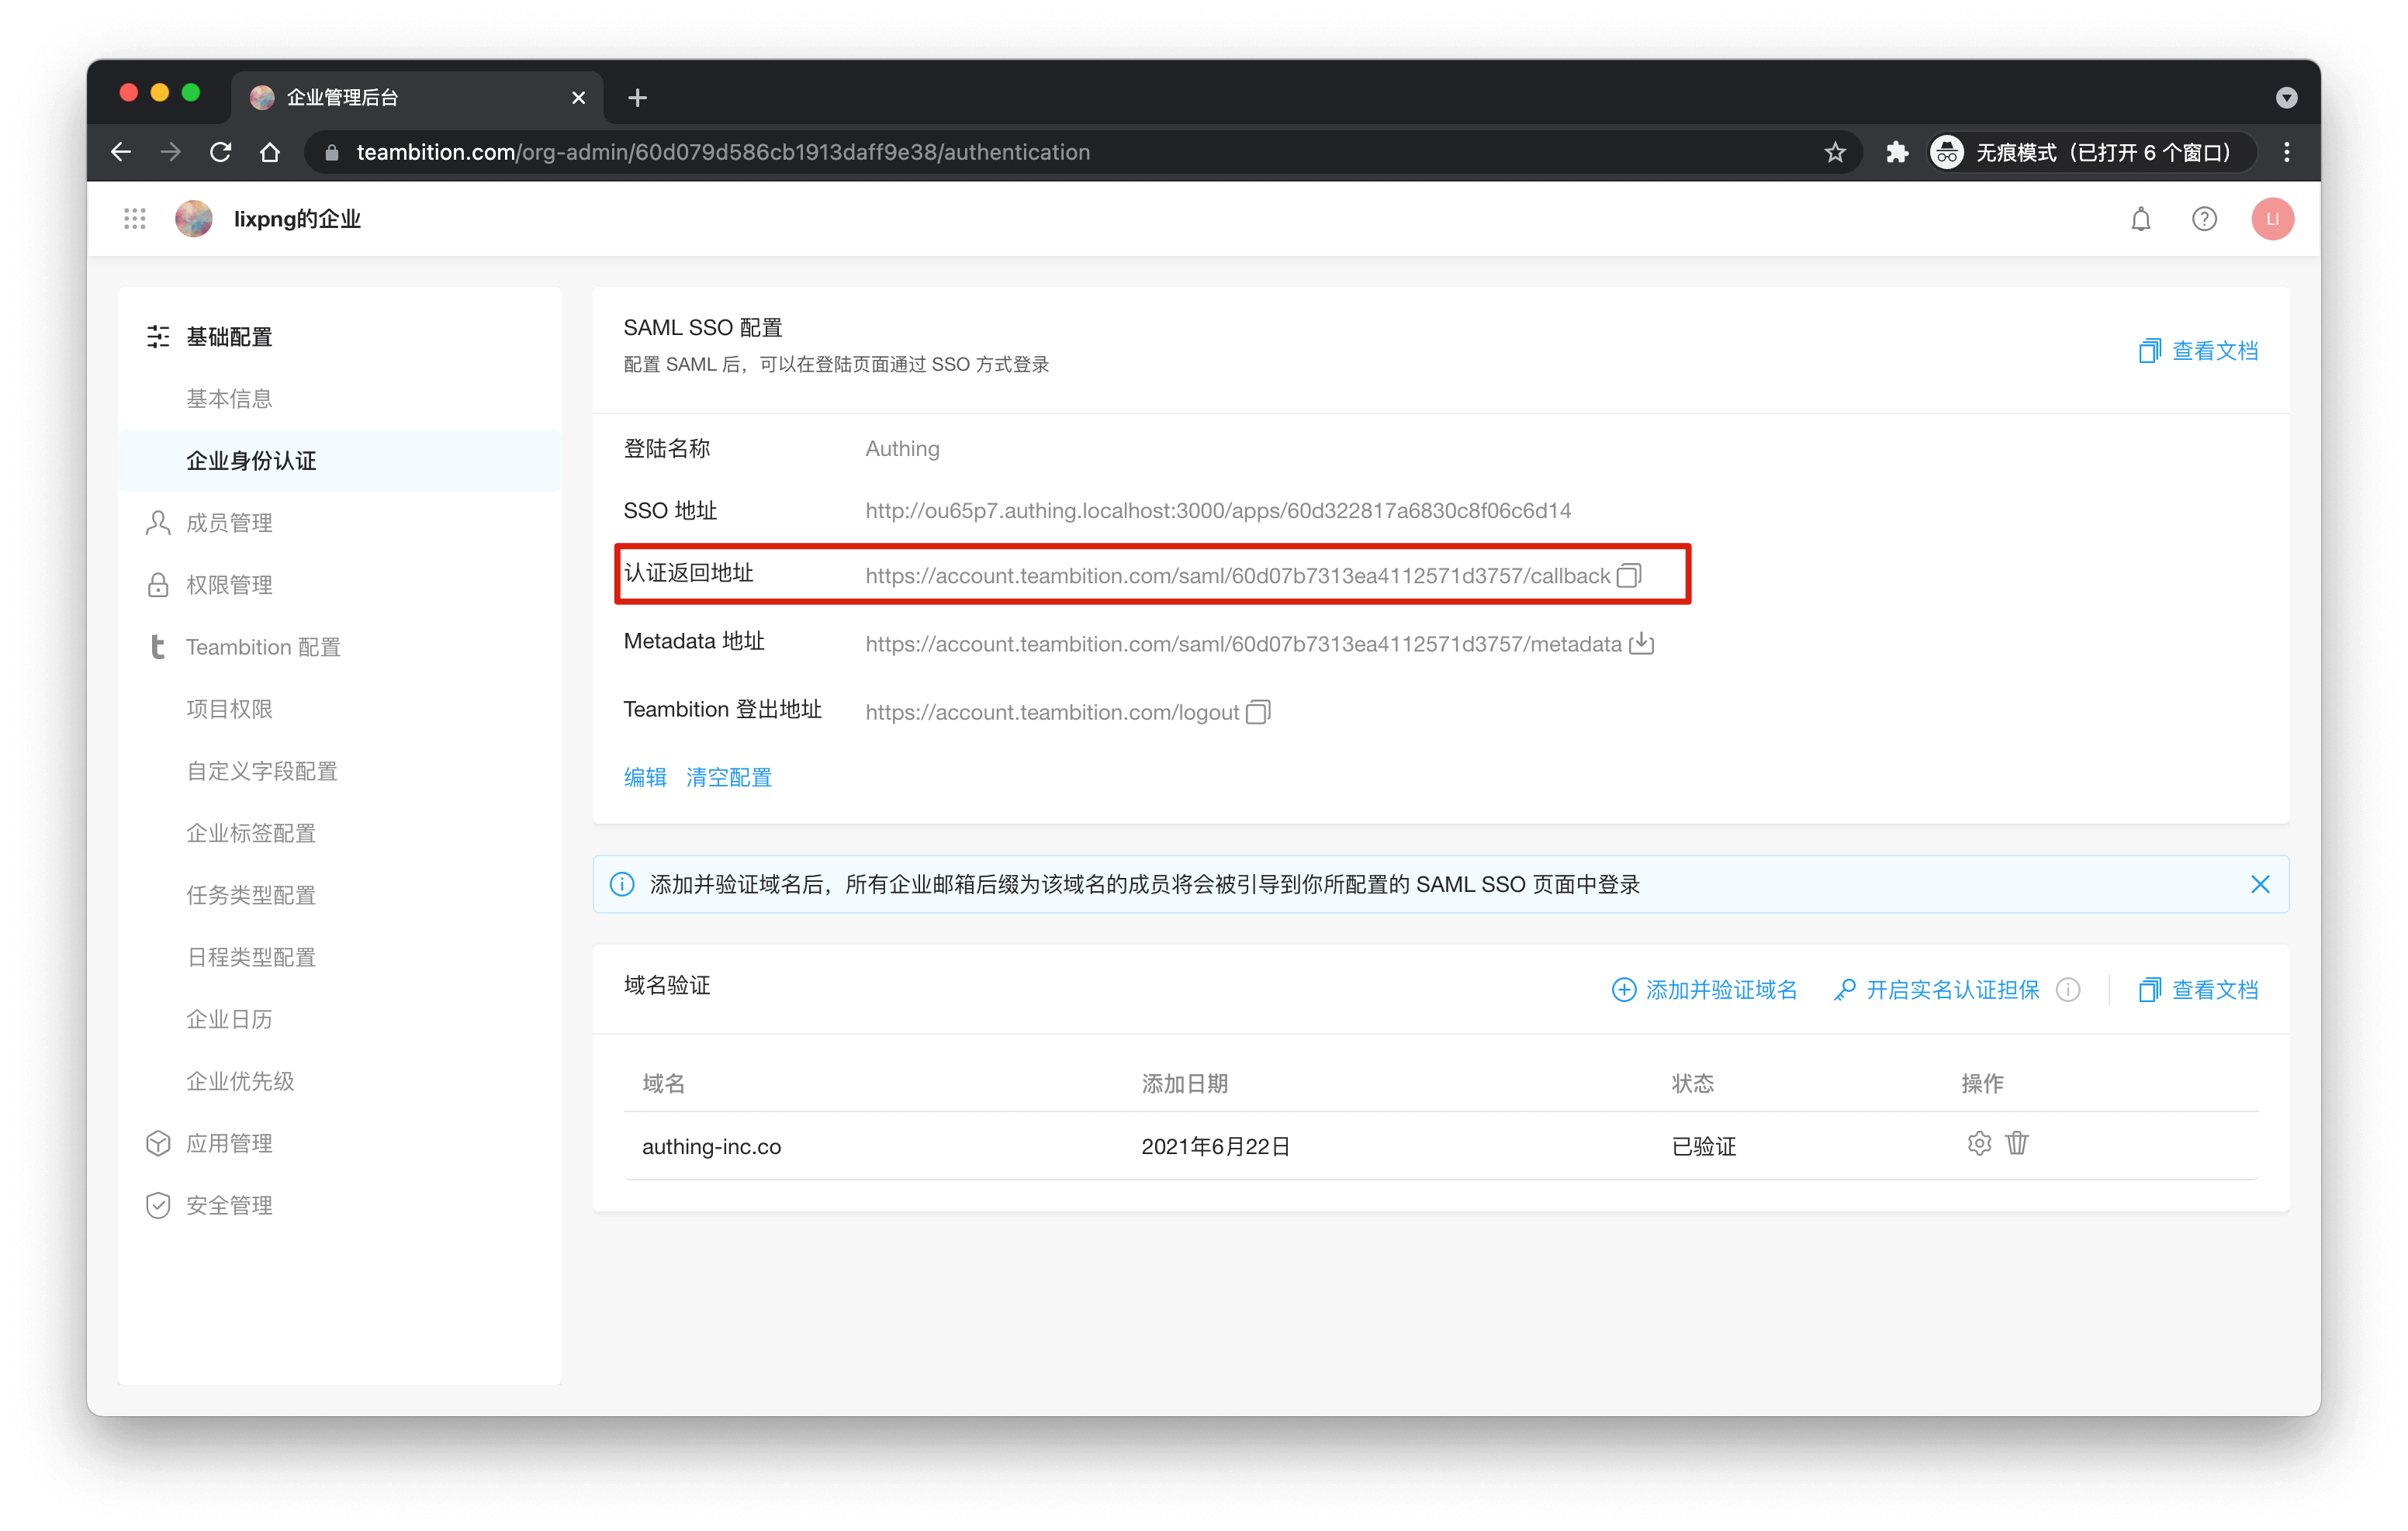 企业管理后台
teambition.com/org-admin/60d079d586cb1913daff9e38/authentication
无痕模式（已打开 6 个窗口）
lixpng的企业
LI
基础配置
基本信息
企业身份认证
成员管理
权限管理
Teambition 配置
项目权限
自定义字段配置
企业标签配置
任务类型配置
日程类型配置
企业日历
企业优先级
应用管理
安全管理
SAML SSO 配置
配置 SAML 后，可以在登陆页面通过 SSO 方式登录
查看文档
登陆名称 Authing
SSO 地址 http://ou65p7.authing.localhost:3000/apps/60d322817a6830c8f06c6d14
认证返回地址 https://account.teambition.com/saml/60d07b7313ea4112571d3757/callback
Metadata 地址 https://account.teambition.com/saml/60d07b7313ea4112571d3757/metadata
Teambition 登出地址 https://account.teambition.com/logout
编辑 清空配置
添加并验证域名后，所有企业邮箱后缀为该域名的成员将会被引导到你所配置的 SAML SSO 页面中登录
域名验证 添加并验证域名 开启实名认证担保 查看文档
域名 添加日期 状态 操作
authing-inc.co 2021年6月22日 已验证